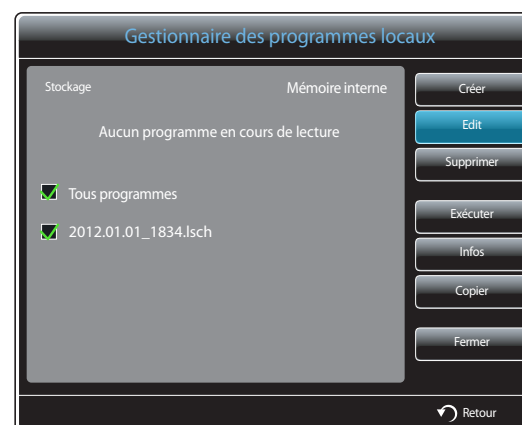 Gestionnaire des programmes locaux
Stockage
Mémoire interne
Aucun programme en cours de lecture
Tous programmes
2012.01.01_1834.lsch
Créer
Edit
Supprimer
Exécuter
Infos
Copier
Fermer
Retour